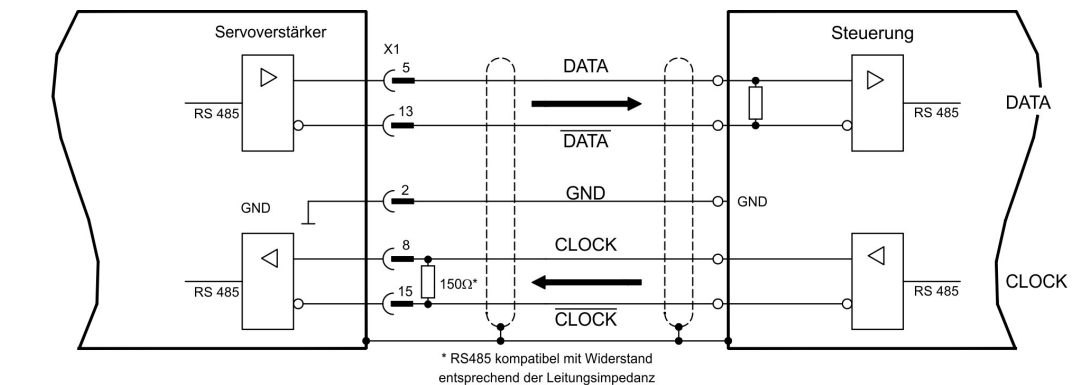 Servoverstärker
Steuerung
X1
5
DATA
RS 485
RS 485
DATA
13
DATA
2
GND
GND
GND
8
CLOCK
RS 485
150Ω*
RS 485
CLOCK
15
CLOCK
* RS485 kompatibel mit Widerstand
entsprechend der Leitungsimpedanz